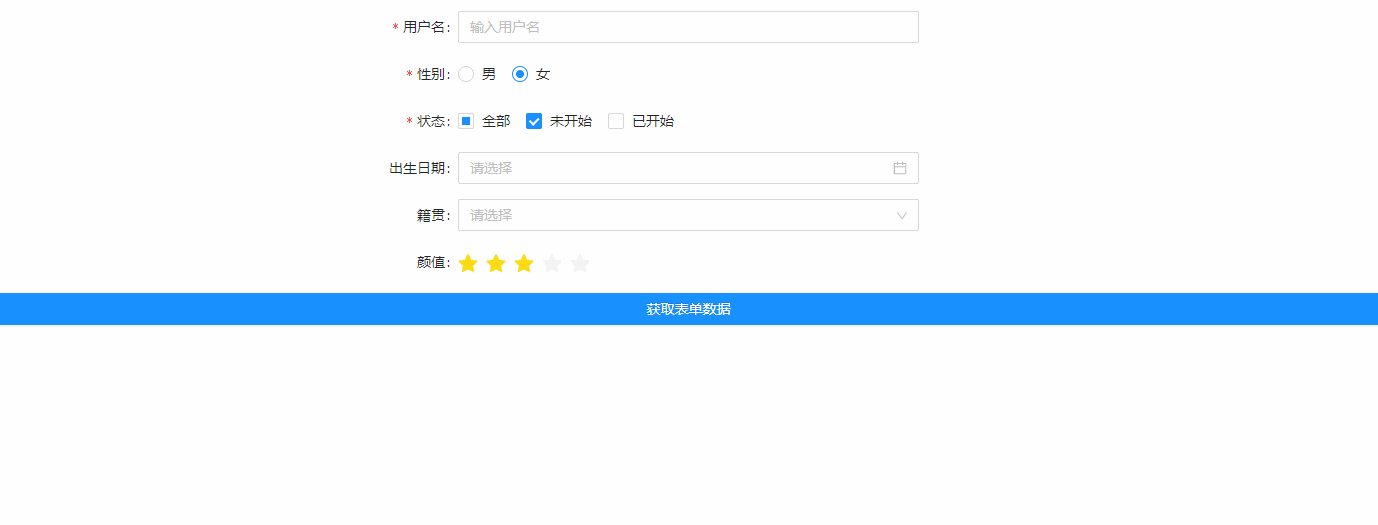 * 用户名: 输入用户名
* 性别: 男 女
* 状态: 全部 未开始 已开始
出生日期: 请选择
籍贯: 请选择
颜值:
获取表单数据